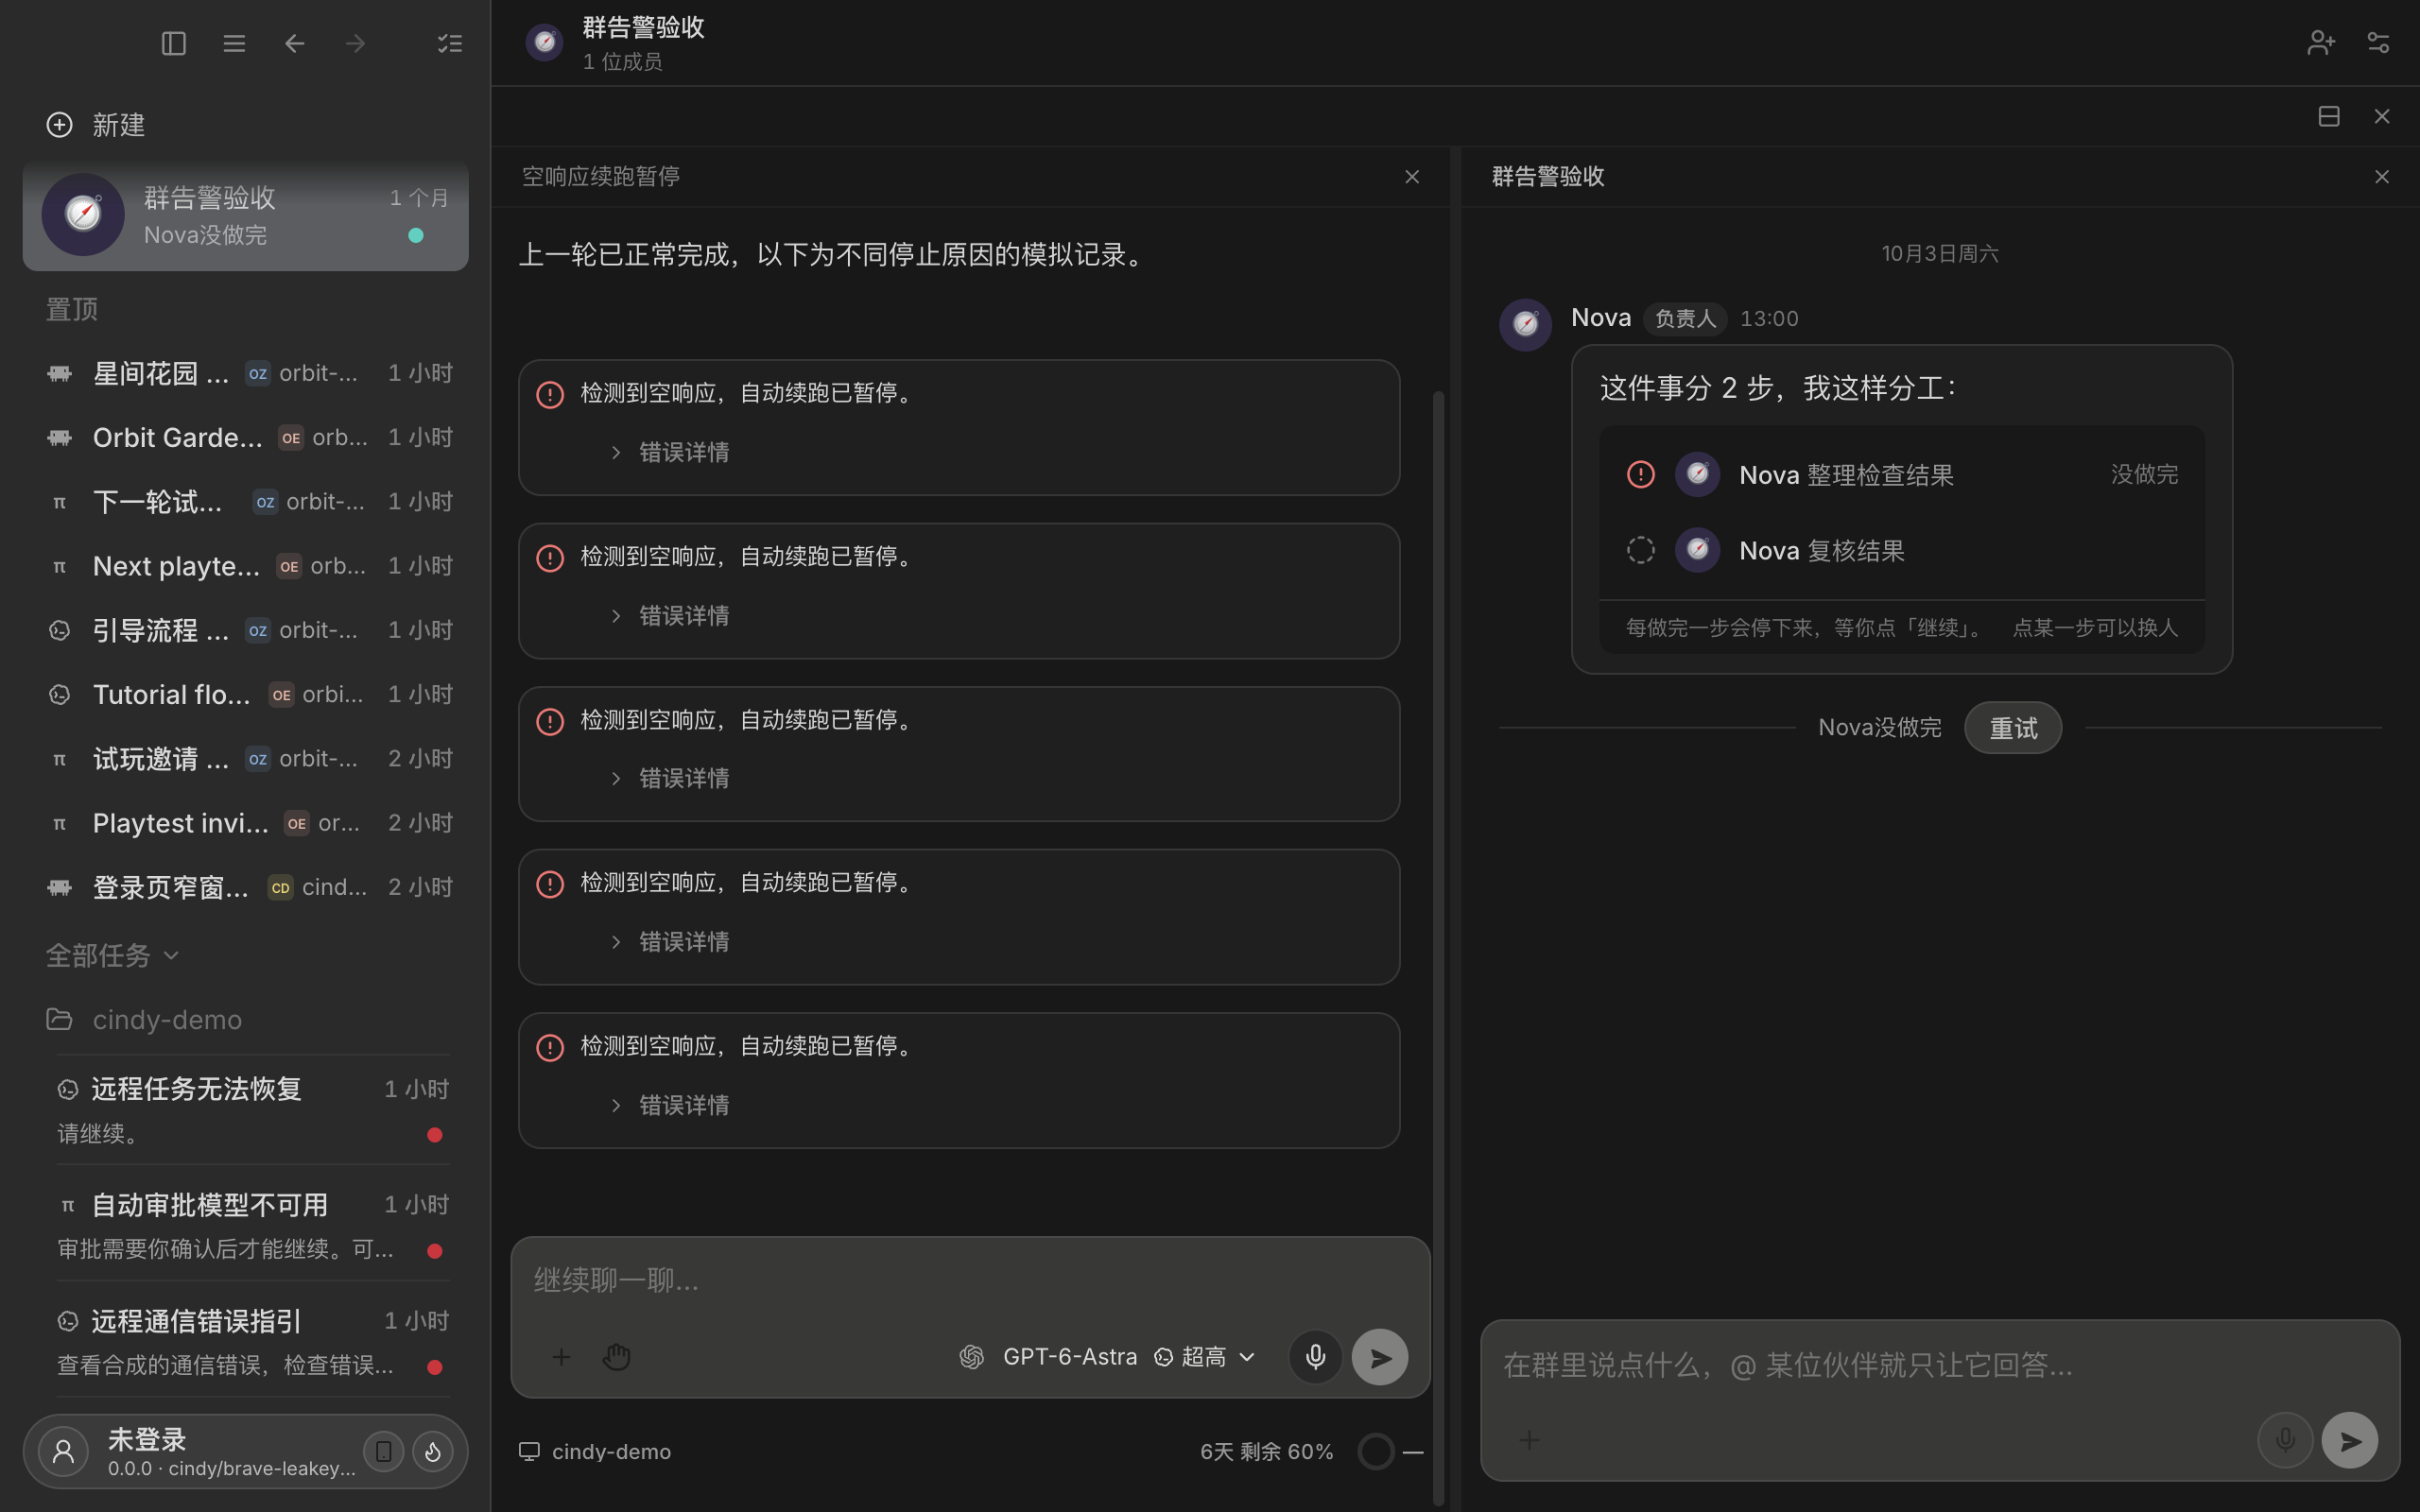 新建
群告警验收 1 个月
Nova没做完
置顶
星间花园 ... OZ orbit-... 1 小时
Orbit Garde... OE orb... 1 小时
π 下一轮试... OZ orbit-... 1 小时
π Next playte... OE orb... 1 小时
引导流程 ... OZ orbit-... 1 小时
Tutorial flo... OE orbi... 1 小时
π 试玩邀请 ... OZ orbit-... 2 小时
π Playtest invi... OE or... 2 小时
登录页窄窗... CD cind... 2 小时
全部任务
cindy-demo
远程任务无法恢复 1 小时
请继续。
π 自动审批模型不可用 1 小时
审批需要你确认后才能继续。可...
远程通信错误指引 1 小时
查看合成的通信错误，检查错误...
未登录
0.0.0 · cindy/brave-leakey...
群告警验收
1 位成员
空响应续跑暂停
上一轮已正常完成，以下为不同停止原因的模拟记录。
检测到空响应，自动续跑已暂停。
错误详情
检测到空响应，自动续跑已暂停。
错误详情
检测到空响应，自动续跑已暂停。
错误详情
检测到空响应，自动续跑已暂停。
错误详情
检测到空响应，自动续跑已暂停。
错误详情
继续聊一聊...
GPT-6-Astra 超高
cindy-demo 6天 剩余 60% —
群告警验收
10月3日周六
Nova 负责人 13:00
这件事分 2 步，我这样分工：
Nova 整理检查结果 没做完
Nova 复核结果
每做完一步会停下来，等你点「继续」。 点某一步可以换人
Nova没做完 重试
在群里说点什么，@ 某位伙伴就只让它回答...